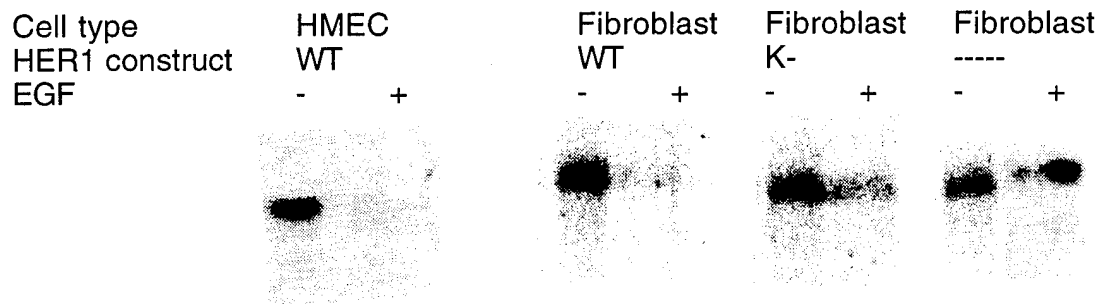 Cell type HMEC Fibroblast Fibroblast Fibroblast
HER1 construct WT WT K- -----
EGF - + - + - + - +